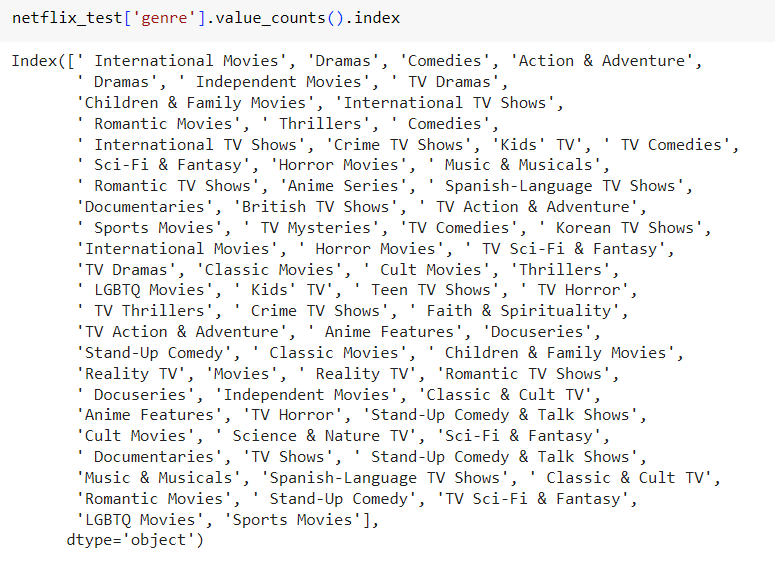 netflix_test['genre'].value_counts().index
Index([' International Movies', 'Dramas', 'Comedies', 'Action & Adventure',
' Dramas', ' Independent Movies', ' TV Dramas',
'Children & Family Movies', 'International TV Shows',
' Romantic Movies', ' Thrillers', ' Comedies',
' International TV Shows', 'Crime TV Shows', 'Kids' TV', ' TV Comedies',
' Sci-Fi & Fantasy', 'Horror Movies', ' Music & Musicals',
' Romantic TV Shows', 'Anime Series', ' Spanish-Language TV Shows',
'Documentaries', 'British TV Shows', ' TV Action & Adventure',
' Sports Movies', ' TV Mysteries', 'TV Comedies', ' Korean TV Shows',
'International Movies', ' Horror Movies', ' TV Sci-Fi & Fantasy',
'TV Dramas', 'Classic Movies', ' Cult Movies', 'Thrillers',
' LGBTQ Movies', ' Kids' TV', ' Teen TV Shows', ' TV Horror',
' TV Thrillers', ' Crime TV Shows', ' Faith & Spirituality',
'TV Action & Adventure', ' Anime Features', 'Docuseries',
'Stand-Up Comedy', ' Classic Movies', ' Children & Family Movies',
'Reality TV', 'Movies', ' Reality TV', 'Romantic TV Shows',
' Docuseries', 'Independent Movies', 'Classic & Cult TV',
'Anime Features', 'TV Horror', 'Stand-Up Comedy & Talk Shows',
'Cult Movies', ' Science & Nature TV', 'Sci-Fi & Fantasy',
' Documentaries', 'TV Shows', ' Stand-Up Comedy & Talk Shows',
'Music & Musicals', 'Spanish-Language TV Shows', ' Classic & Cult TV',
'Romantic Movies', ' Stand-Up Comedy', 'TV Sci-Fi & Fantasy',
'LGBTQ Movies', 'Sports Movies'],
dtype='object')